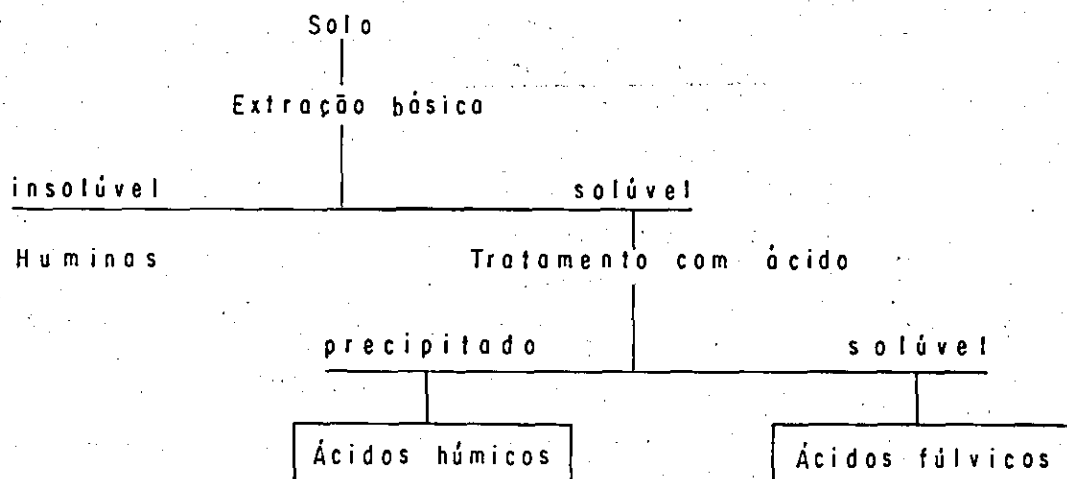 Solo
Extração básica
insolúvel solúvel
Huminas Tratamento com ácido
precipitado solúvel
Ácidos húmicos Ácidos fúlvicos